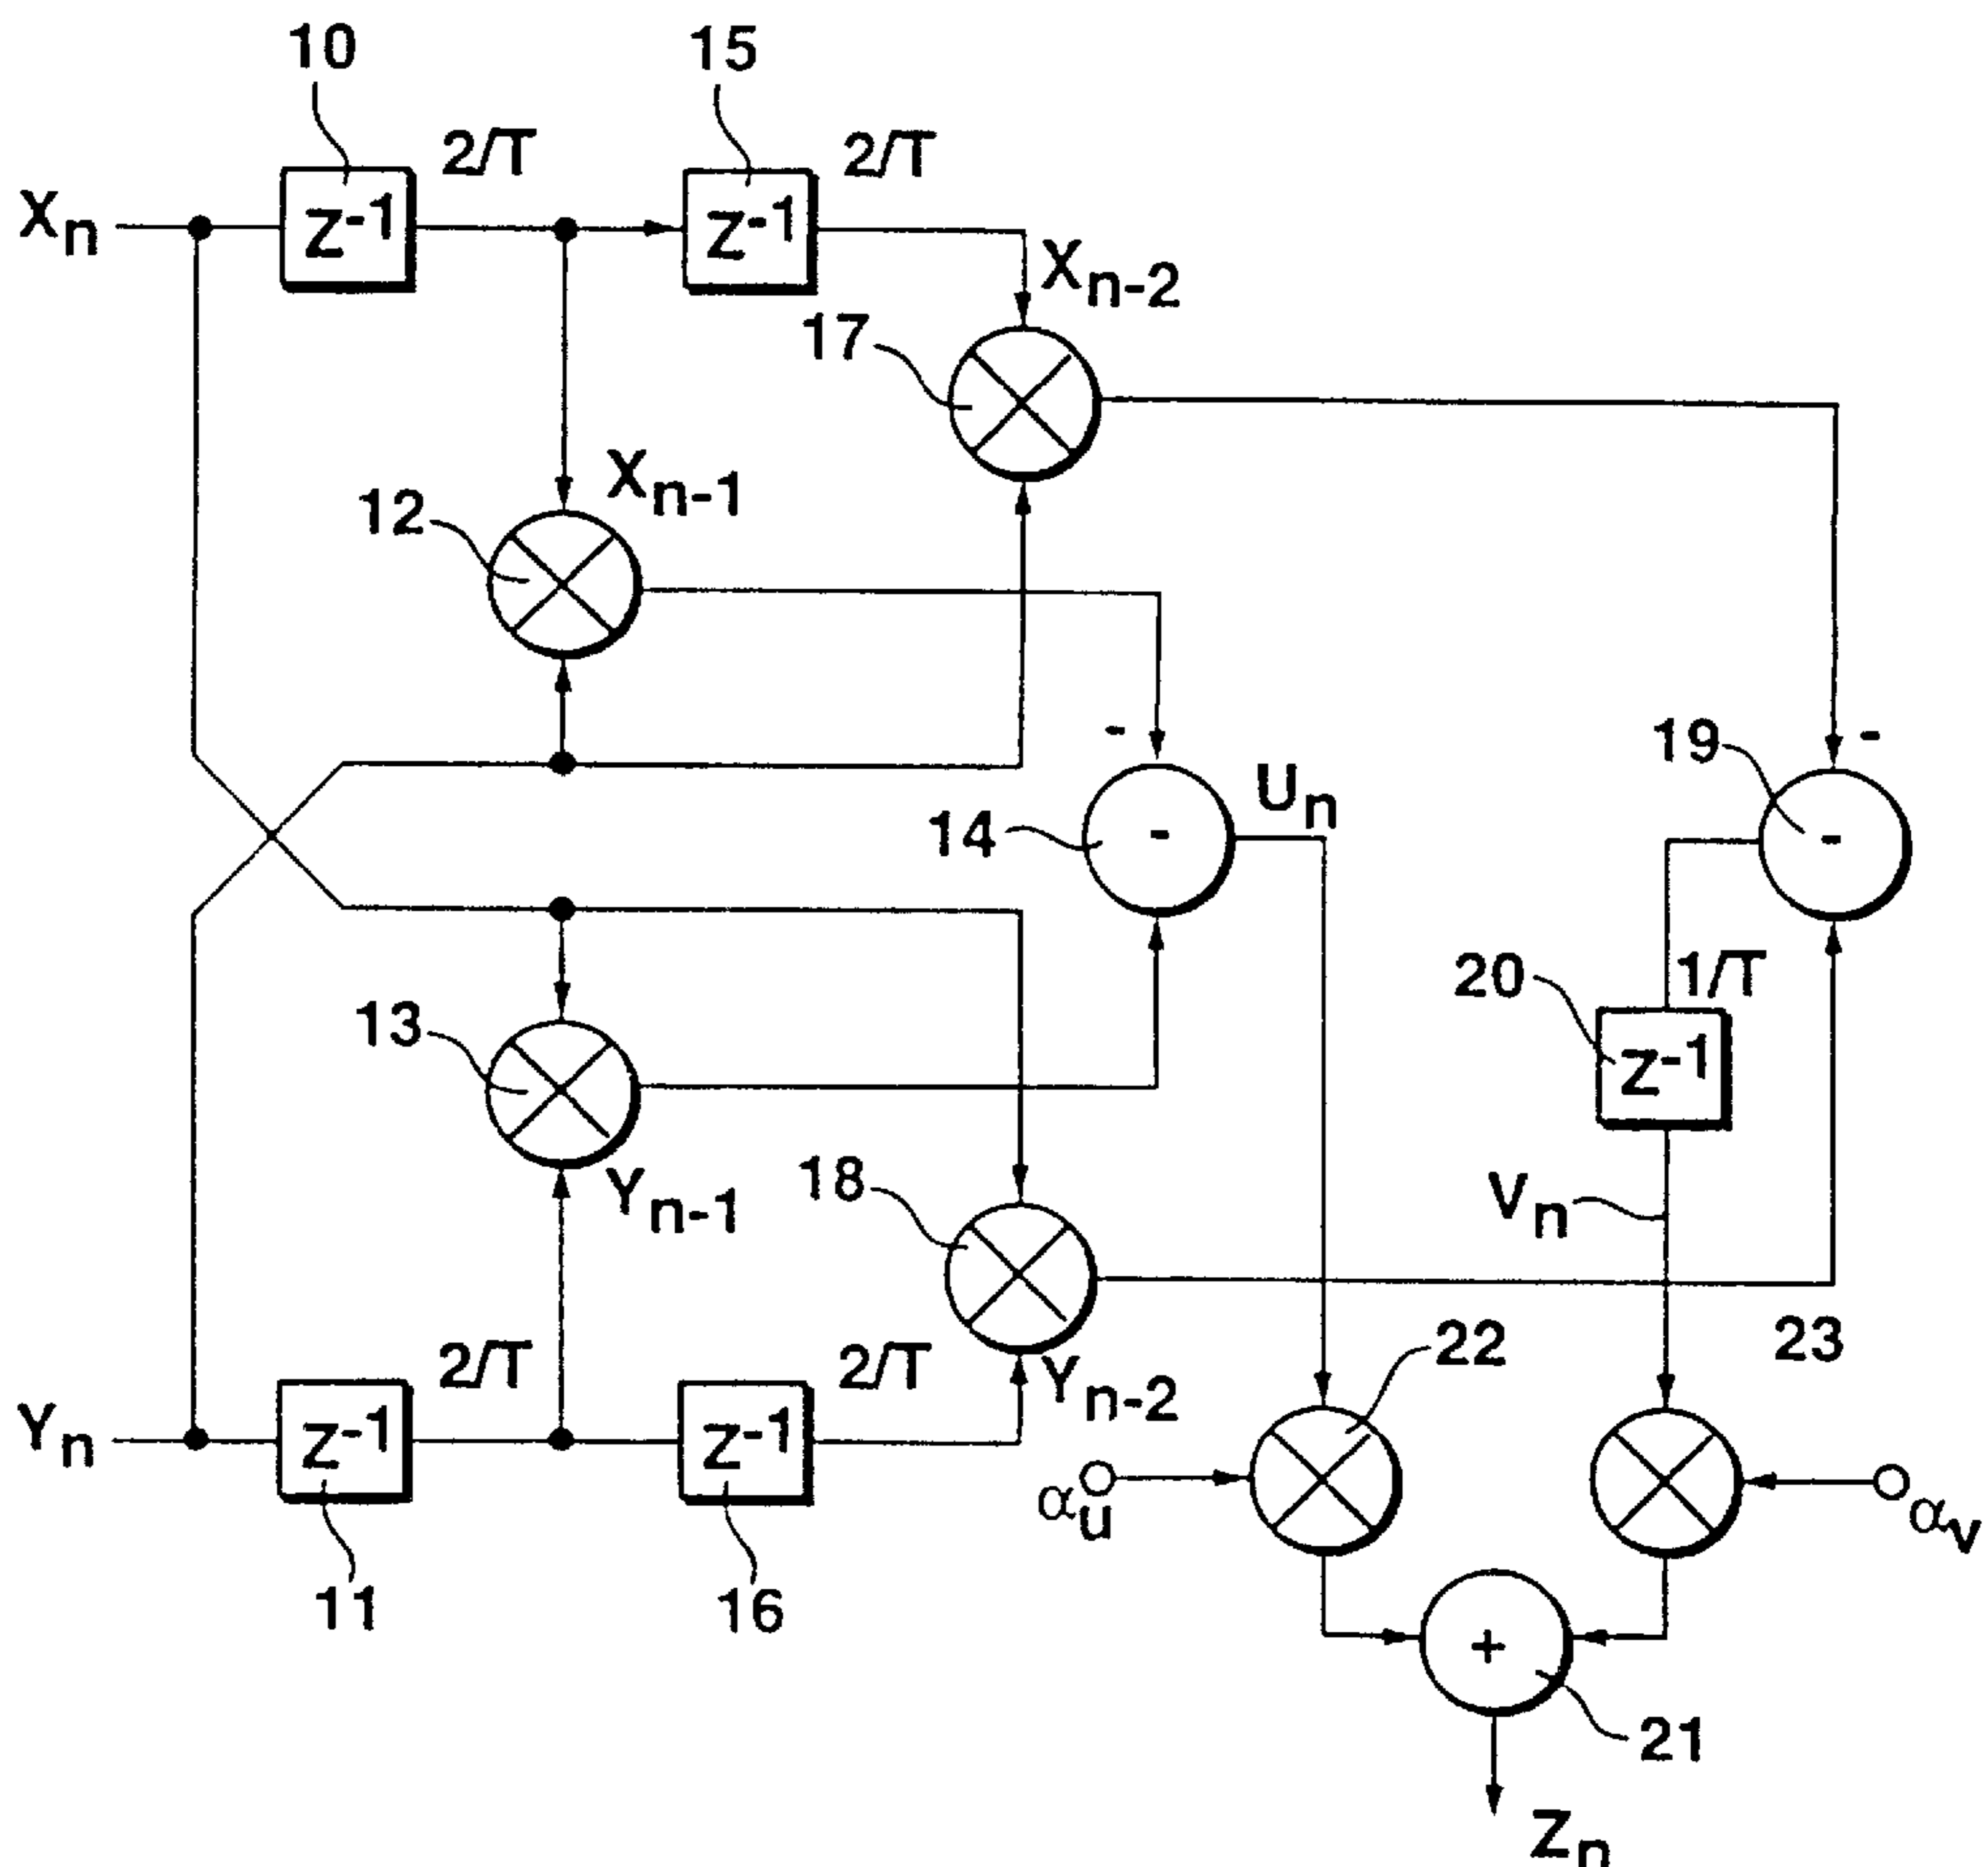 10
15
2/T
2/T
Xn
Z-1
Z-1
Xn-2
17
Xn-1
12
-
-
19
Un
14
-
-
20
1/T
13
Z-1
18
Yn-1
Vn
22
23
2/T
2/T
Yn-2
Yn
Z-1
Z-1
αu
αv
11
16
+
21
Zn